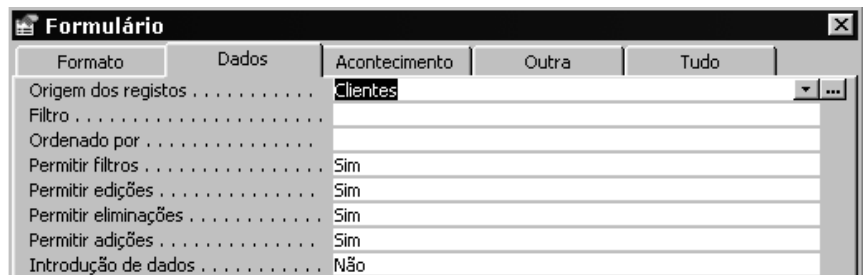 Formulário
Formato Dados Acontecimento Outra Tudo
Origem dos registos . . . . . . . . . . . Clientes
Filtro . . . . . . . . . . . . . . . . . . . . . . .
Ordenado por . . . . . . . . . . . . . . . .
Permitir filtros . . . . . . . . . . . . . . . . Sim
Permitir edições . . . . . . . . . . . . . . . Sim
Permitir eliminações . . . . . . . . . . . . Sim
Permitir adições . . . . . . . . . . . . . . . Sim
Introdução de dados . . . . . . . . . . . Não